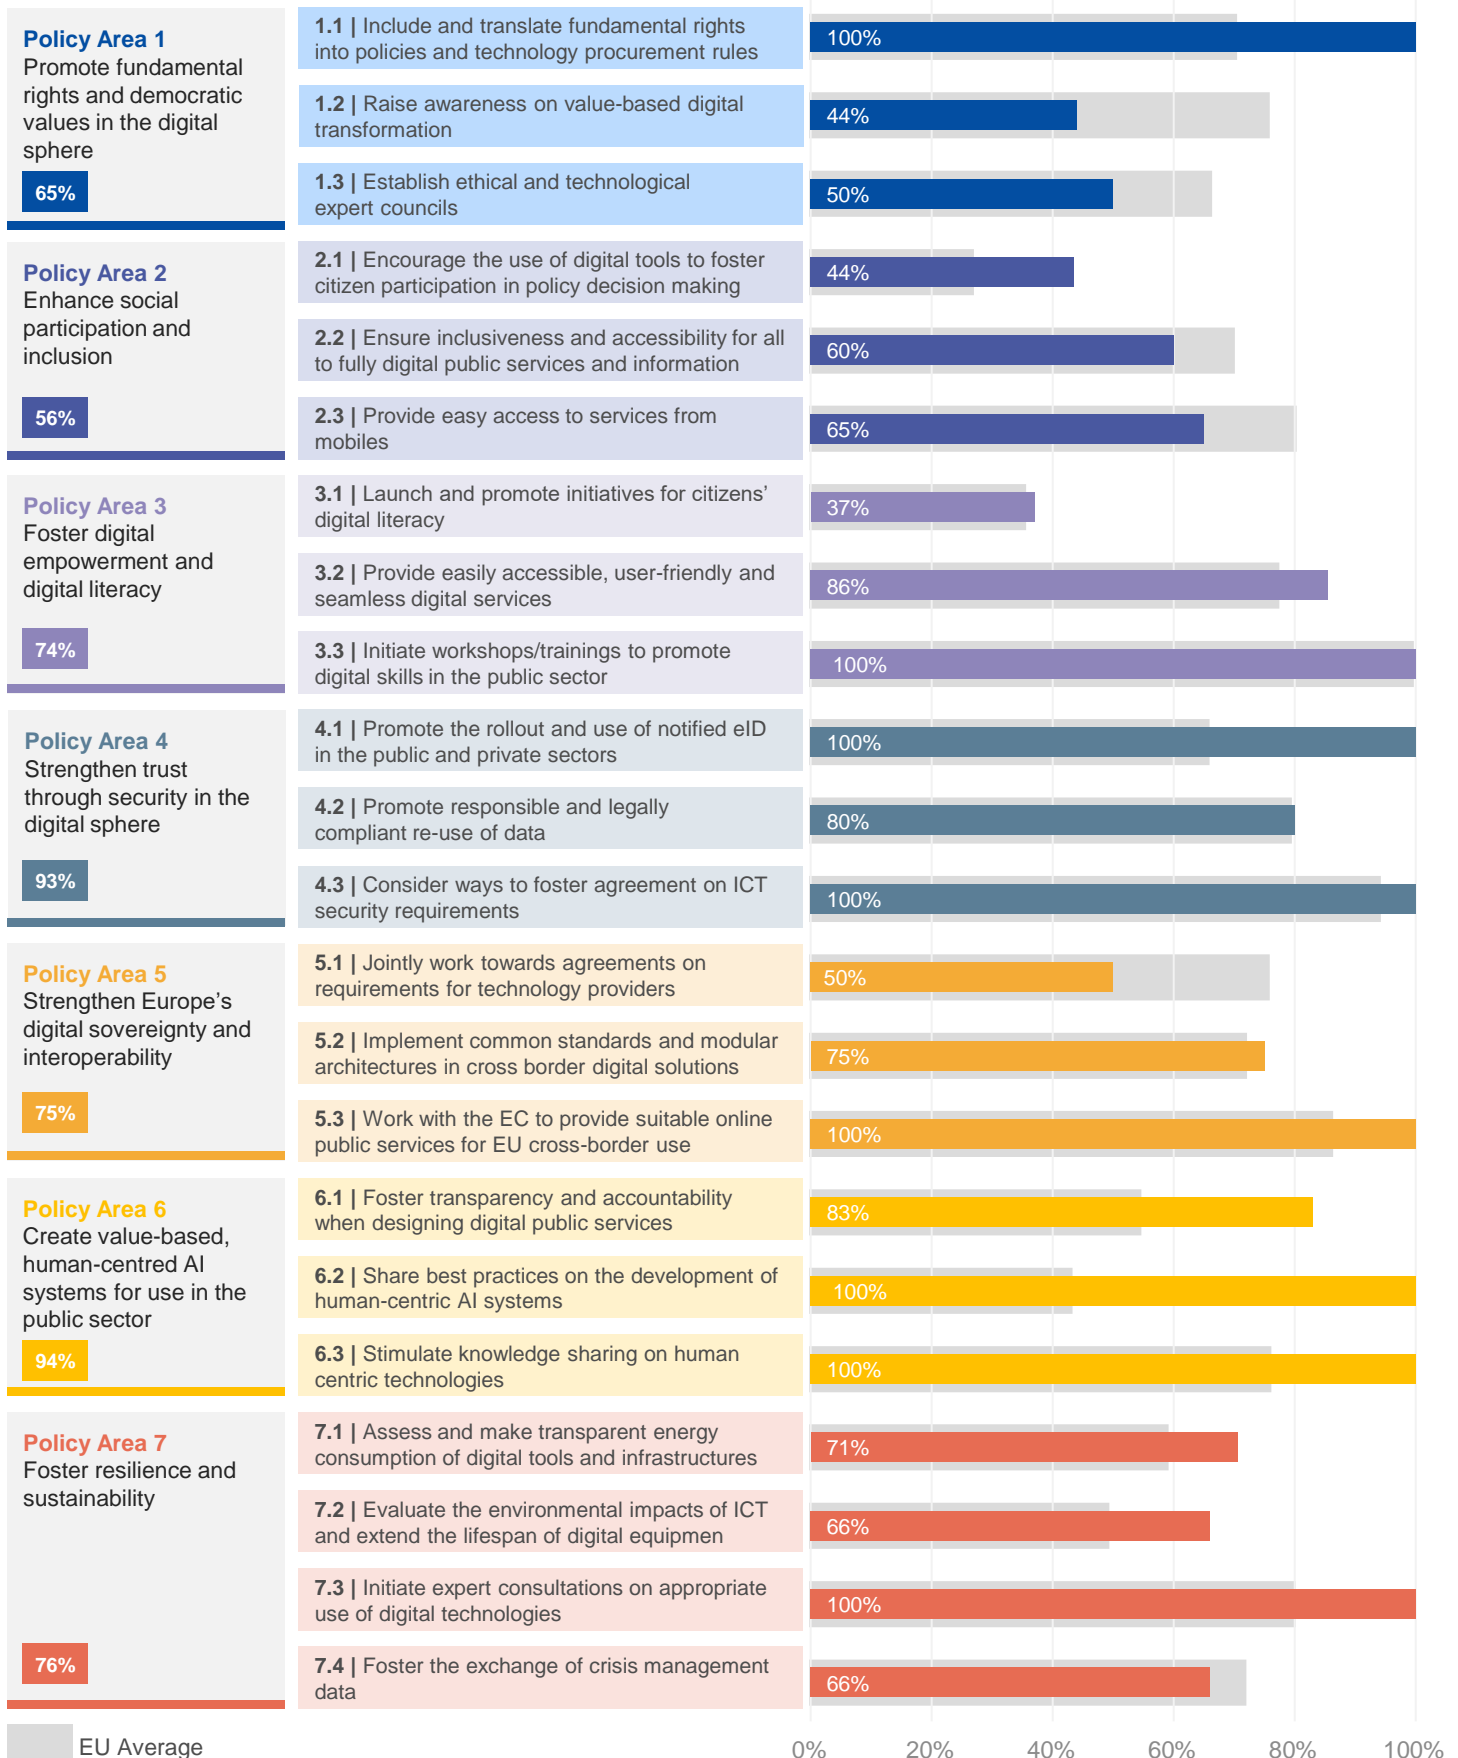 Policy Area 1
Promote fundamental
rights and democratic
values in the digital
sphere
65%
1.1 | Include and translate fundamental rights
into policies and technology procurement rules
100%
1.2 | Raise awareness on value-based digital
transformation
44%
1.3 | Establish ethical and technological
expert councils
50%
Policy Area 2
Enhance social
participation and
inclusion
56%
2.1 | Encourage the use of digital tools to foster
citizen participation in policy decision making
44%
2.2 | Ensure inclusiveness and accessibility for all
to fully digital public services and information
60%
2.3 | Provide easy access to services from
mobiles
65%
Policy Area 3
Foster digital
empowerment and
digital literacy
74%
3.1 | Launch and promote initiatives for citizens’
digital literacy
37%
3.2 | Provide easily accessible, user-friendly and
seamless digital services
86%
3.3 | Initiate workshops/trainings to promote
digital skills in the public sector
100%
Policy Area 4
Strengthen trust
through security in the
digital sphere
93%
4.1 | Promote the rollout and use of notified eID
in the public and private sectors
100%
4.2 | Promote responsible and legally
compliant re-use of data
80%
4.3 | Consider ways to foster agreement on ICT
security requirements
100%
Policy Area 5
Strengthen Europe’s
digital sovereignty and
interoperability
75%
5.1 | Jointly work towards agreements on
requirements for technology providers
50%
5.2 | Implement common standards and modular
architectures in cross border digital solutions
75%
5.3 | Work with the EC to provide suitable online
public services for EU cross-border use
100%
Policy Area 6
Create value-based,
human-centred AI
systems for use in the
public sector
94%
6.1 | Foster transparency and accountability
when designing digital public services
83%
6.2 | Share best practices on the development of
human-centric AI systems
100%
6.3 | Stimulate knowledge sharing on human
centric technologies
100%
Policy Area 7
Foster resilience and
sustainability
76%
7.1 | Assess and make transparent energy
consumption of digital tools and infrastructures
71%
7.2 | Evaluate the environmental impacts of ICT
and extend the lifespan of digital equipmen
66%
7.3 | Initiate expert consultations on appropriate
use of digital technologies
100%
7.4 | Foster the exchange of crisis management
data
66%
EU Average
0% 20% 40% 60% 80% 100%